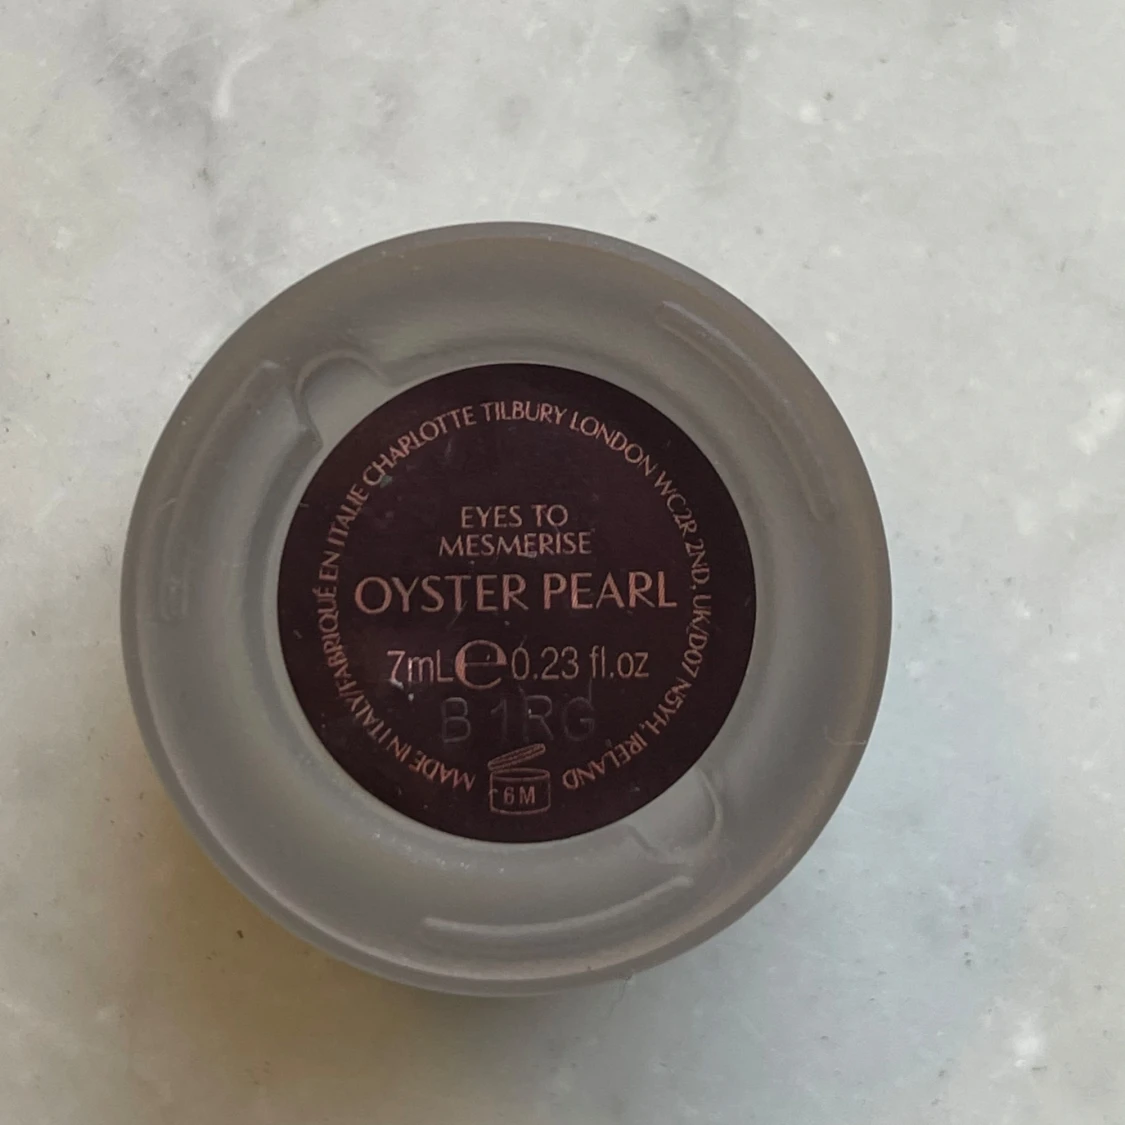 MADE IN ITALY/FABRIQUÉ EN ITALIE CHARLOTTE TILBURY LONDON WC2R 2ND, UK/D07 N5YH, IRELAND
EYES TO
MESMERISE
OYSTER PEARL
7mL e 0.23 fl.oz
B 1RG
6M